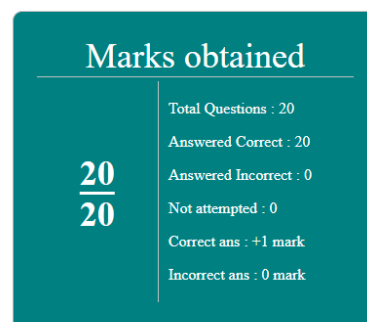 Marks obtained
20
20
Total Questions : 20
Answered Correct : 20
Answered Incorrect : 0
Not attempted : 0
Correct ans : +1 mark
Incorrect ans : 0 mark